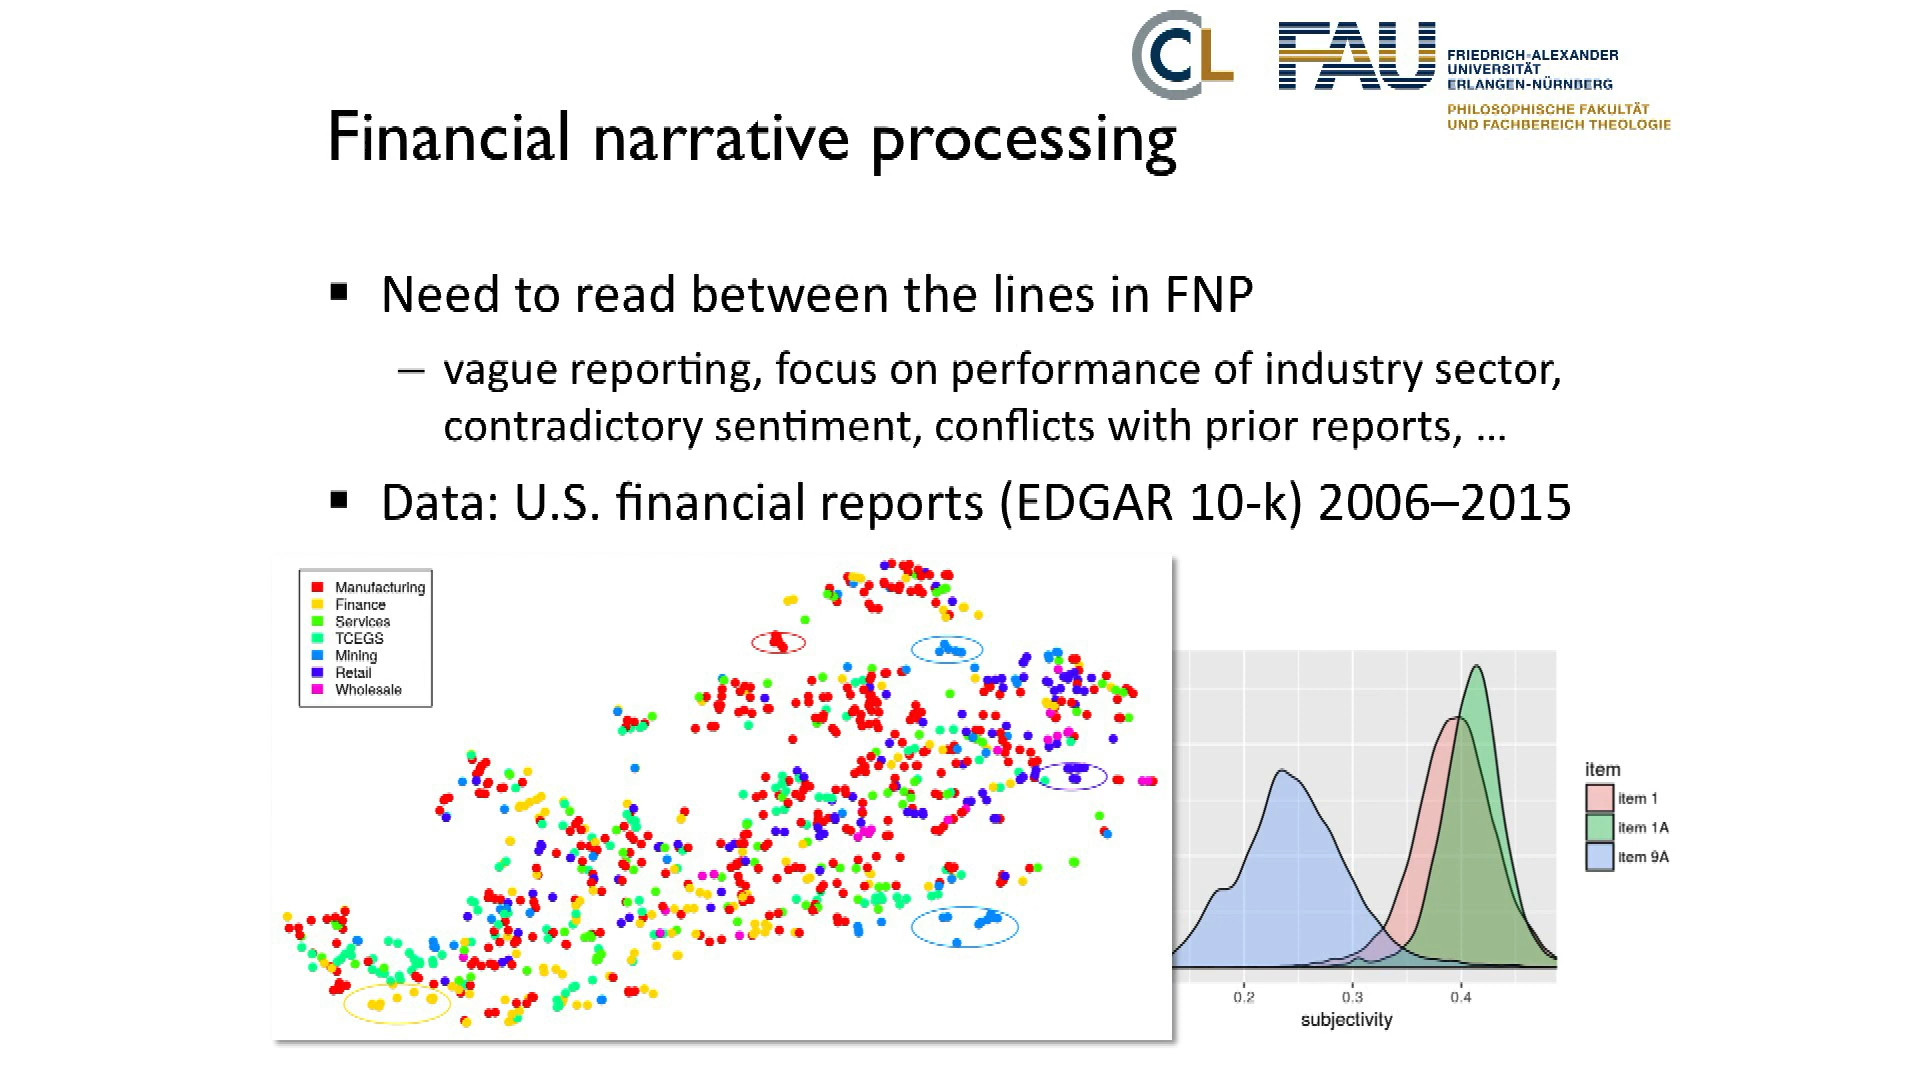 CL
FAU
FRIEDRICH-ALEXANDER
UNIVERSITÄT
ERLANGEN-NÜRNBERG
PHILOSOPHISCHE FAKULTÄT
UND FACHBEREICH THEOLOGIE
Financial narrative processing
▪ Need to read between the lines in FNP
– vague reporting, focus on performance of industry sector,
contradictory sentiment, conflicts with prior reports, ...
▪ Data: U.S. financial reports (EDGAR 10-k) 2006–2015
Manufacturing
Finance
Services
TCEGS
Mining
Retail
Wholesale
item
item 1
item 1A
item 9A
0.2 0.3 0.4
subjectivity